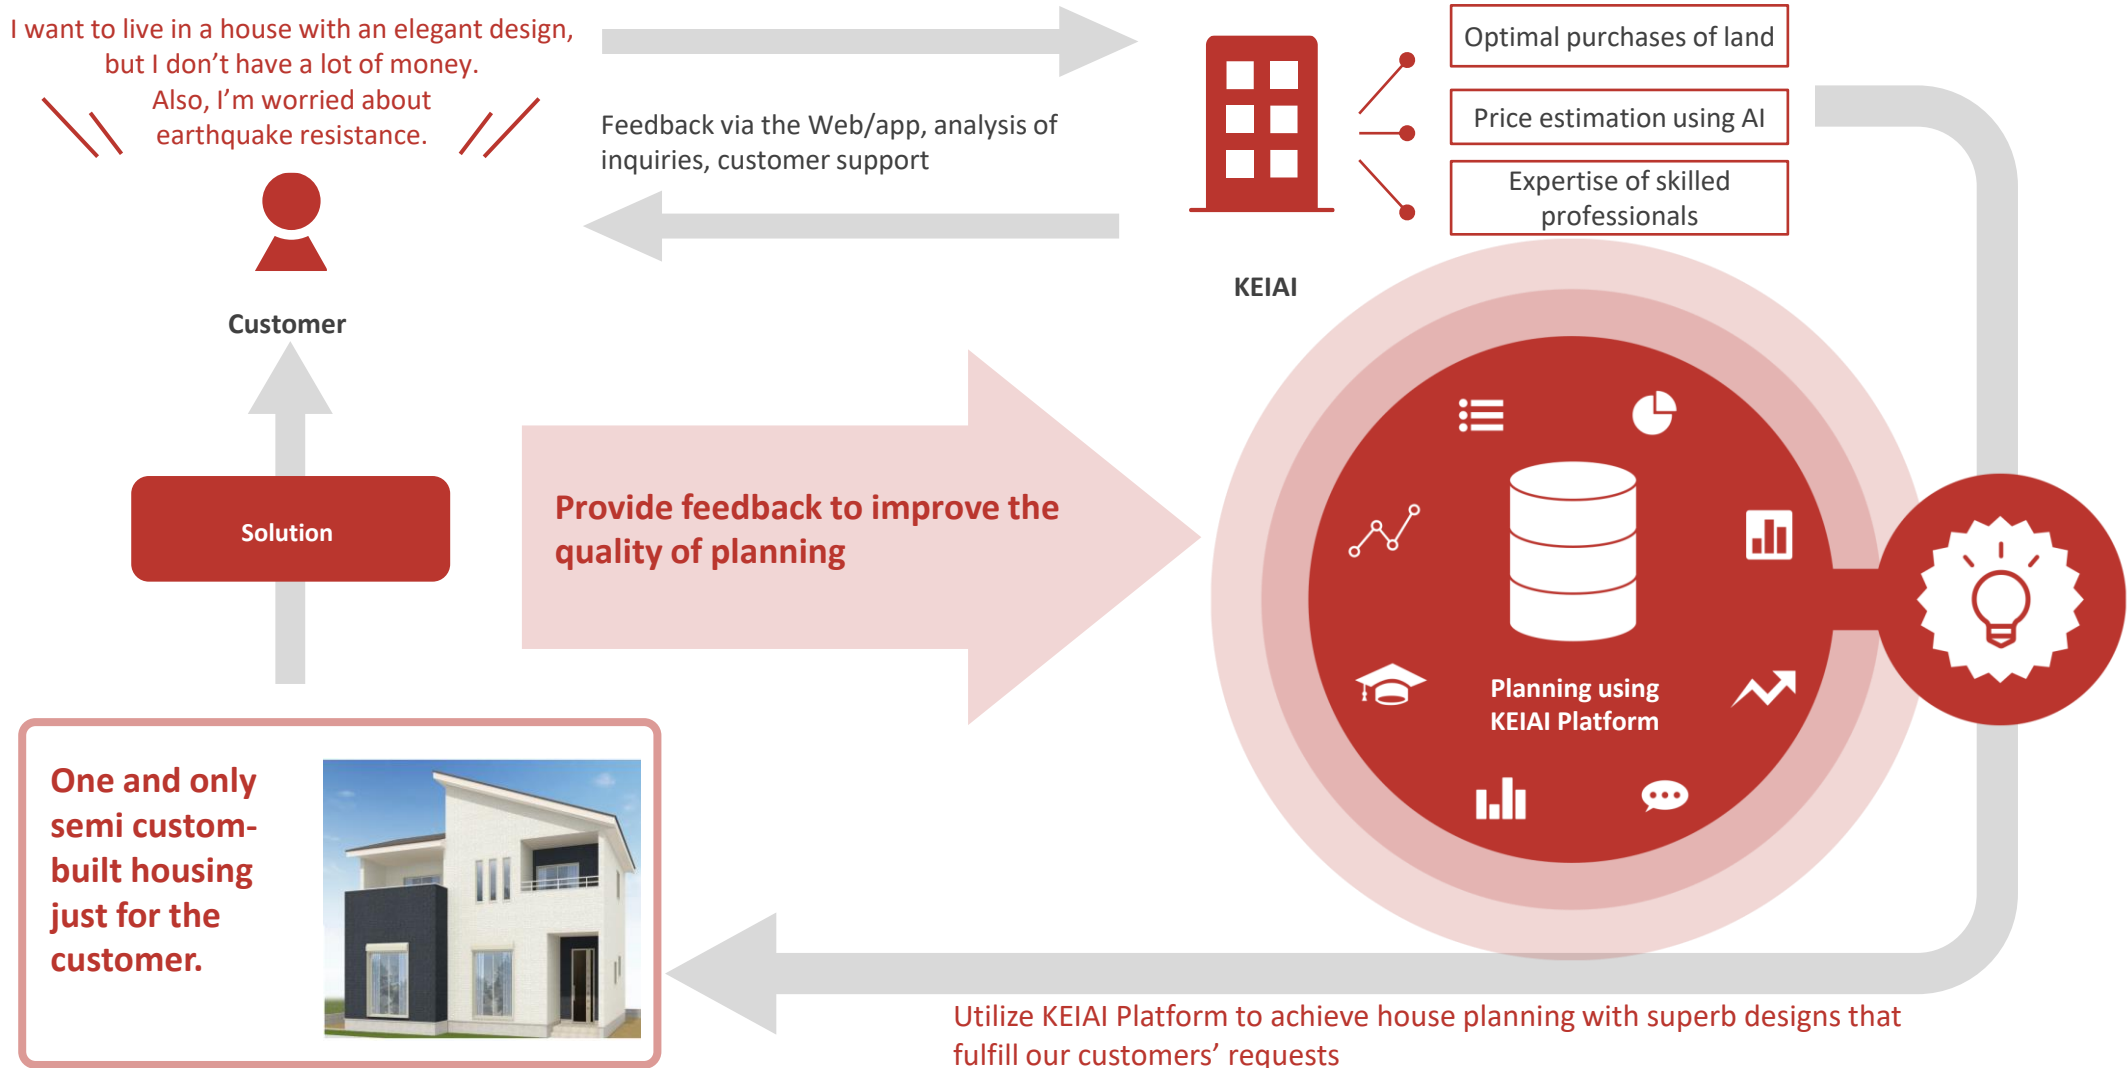 I want to live in a house with an elegant design,
but I don’t have a lot of money.
Also, I’m worried about
earthquake resistance.
Customer
Feedback via the Web/app, analysis of
inquiries, customer support
KEIAI
Optimal purchases of land
Price estimation using AI
Expertise of skilled
professionals
Solution
Provide feedback to improve the
quality of planning
Planning using
KEIAI Platform
One and only
semi custom-
built housing
just for the
customer.
Utilize KEIAI Platform to achieve house planning with superb designs that
fulfill our customers’ requests